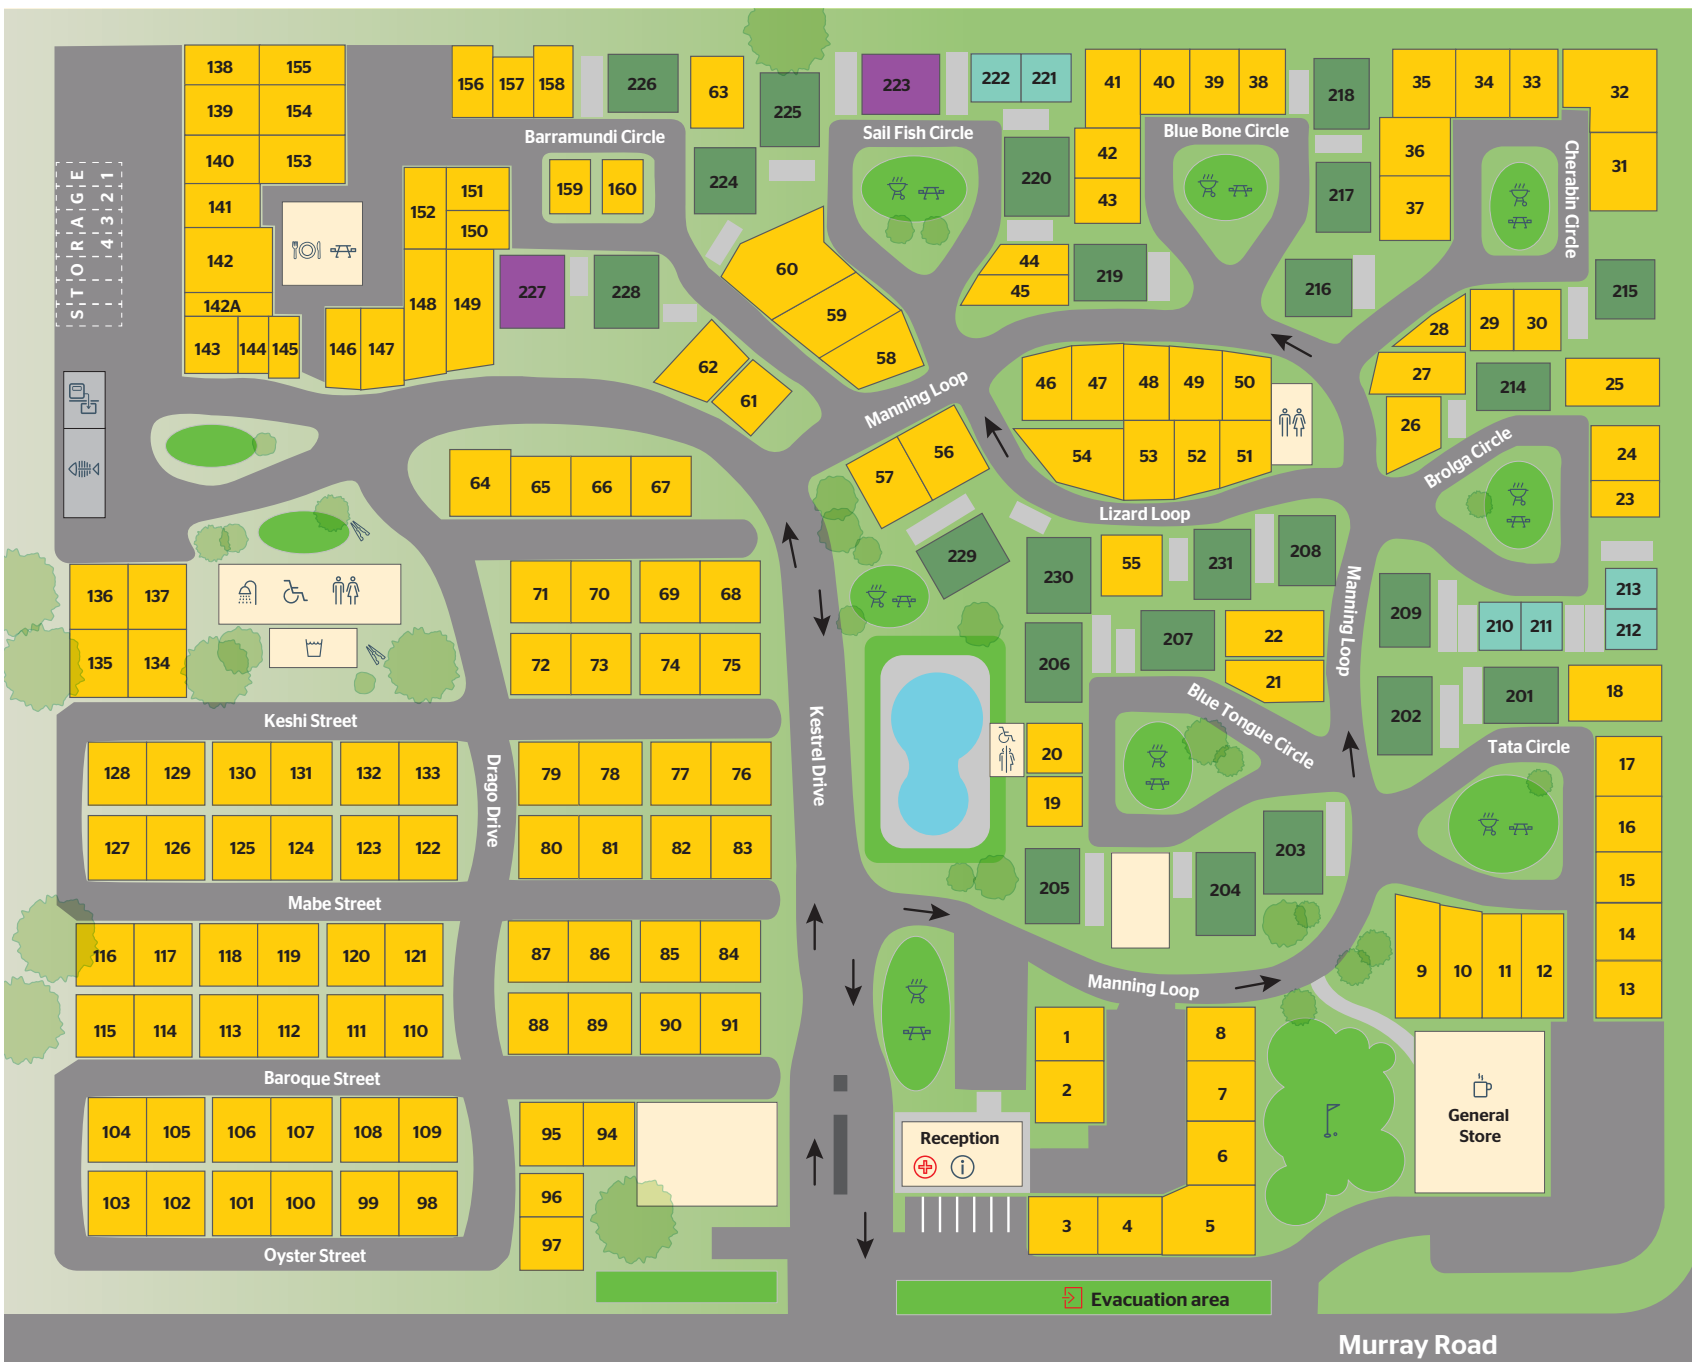 138 155
139 154
140 153
141
142
142A
143 144 145
146 147
148 149
152 151
150
STORAGE
4 3 2 1
156 157 158
226
63
225
Barramundi Circle
159 160
224
227
228
223
222 221
Sail Fish Circle
220
41 40 39 38
42
43
Blue Bone Circle
218
217
216
219
44
45
35 34 33
32
36
37
31
Cherabin Circle
215
60
59
58
62
61
Manning Loop
46 47 48 49 50
54 53 52 51
Lizard Loop
28
29 30
27
26
214
25
Brolga Circle
24
23
57 56
229
64 65 66 67
71 70 69 68
72 73 74 75
136 137
135 134
230
55
231
208
206
207
22
21
Manning Loop
209
210 211
213
212
202
201
18
Blue Tongue Circle
20
19
Tata Circle
17
16
15
14
13
Keshi Street
128 129 130 131 132 133
127 126 125 124 123 122
Drago Drive
79 78 77 76
80 81 82 83
Kestrel Drive
205
204
203
Mabe Street
116 117 118 119 120 121
115 114 113 112 111 110
87 86 85 84
88 89 90 91
Manning Loop
9 10 11 12
1
2
8
7
6
3 4 5
Baroque Street
104 105 106 107 108 109
103 102 101 100 99 98
95 94
96
97
Oyster Street
Reception
General
Store
Evacuation area
Murray Road